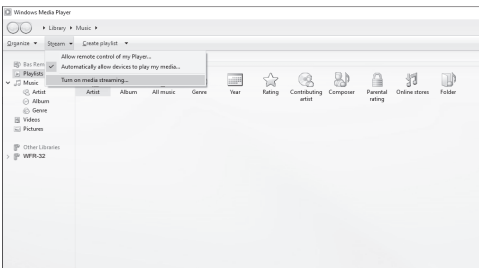 Windows Media Player
Library ▸ Music ▸
Organize Stream Create playlist
Allow remote control of my Player...
Automatically allow devices to play my media...
Turn on media streaming...
Bas Rem
Playlists
Music
Artist
Album
Genre
Videos
Pictures
Other Libraries
WFR-32
Artist Album All music Genre Year Rating Contributing artist Composer Parental rating Online stores Folder